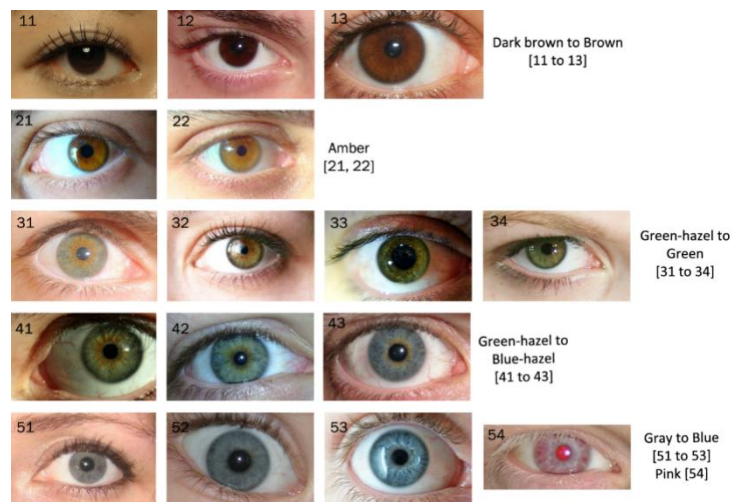 11
12
13
Dark brown to Brown
[11 to 13]
21
22
Amber
[21, 22]
31
32
33
34
Green-hazel to
Green
[31 to 34]
41
42
43
Green-hazel to
Blue-hazel
[41 to 43]
51
52
53
54
Gray to Blue
[51 to 53]
Pink [54]